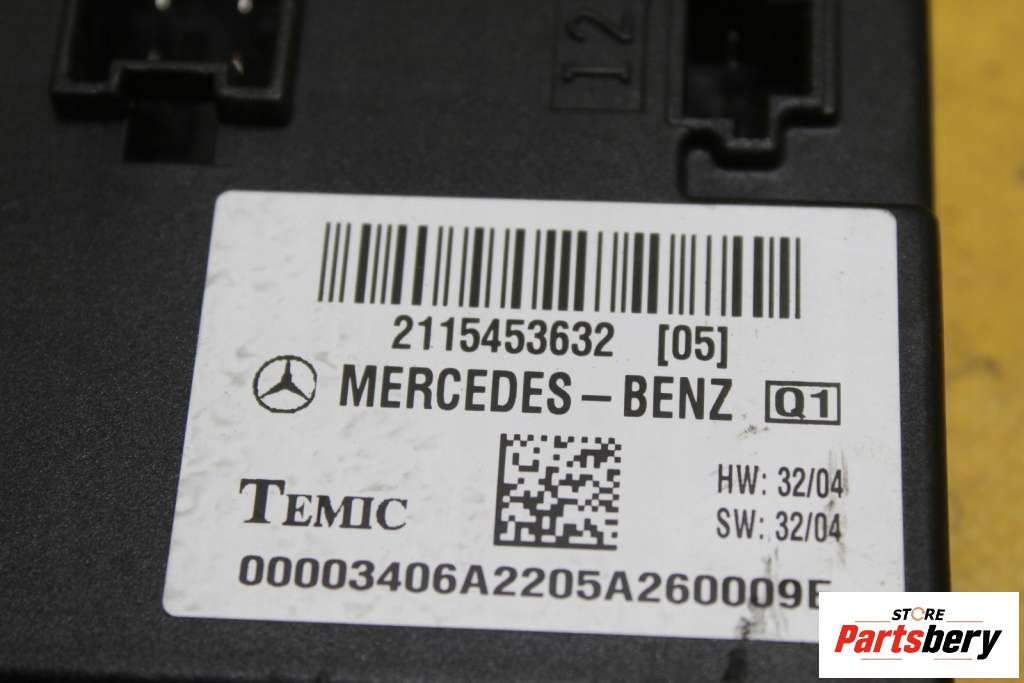 12
2115453632 [05]
MERCEDES-BENZ Q1
TEMIC
HW: 32/04
SW: 32/04
00003406A2205A260009E
STORE
Partsbery